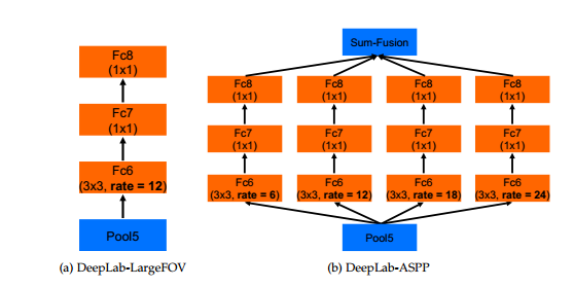 Fc8
(1x1)
Fc7
(1x1)
Fc6
(3x3, rate = 12)
Pool5
(a) DeepLab-LargeFOV
Sum-Fusion
Fc8
(1x1)
Fc8
(1x1)
Fc8
(1x1)
Fc8
(1x1)
Fc7
(1x1)
Fc7
(1x1)
Fc7
(1x1)
Fc7
(1x1)
Fc6
(3x3, rate = 6)
Fc6
(3x3, rate = 12)
Fc6
(3x3, rate = 18)
Fc6
(3x3, rate = 24)
Pool5
(b) DeepLab-ASPP